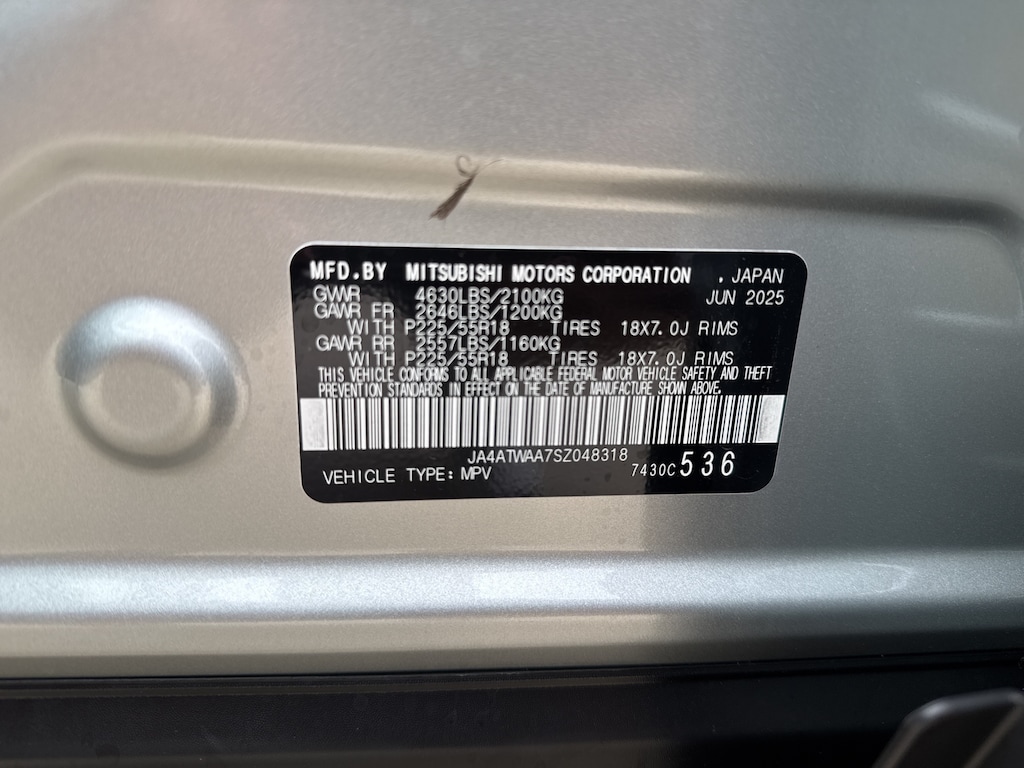 MFD.BY MITSUBISHI MOTORS CORPORATION . JAPAN
GVWR 4630LBS/2100KG JUN 2025
GAWR FR 2646LBS/1200KG
WITH P225/55R18 TIRES 18X7.0J RIMS
GAWR RR 2557LBS/1160KG
WITH P225/55R18 TIRES 18X7.0J RIMS
THIS VEHICLE CONFORMS TO ALL APPLICABLE FEDERAL MOTOR VEHICLE SAFETY AND THEFT
PREVENTION STANDARDS IN EFFECT ON THE DATE OF MANUFACTURE SHOWN ABOVE.
JA4ATWAA7SZ048318
VEHICLE TYPE: MPV 7430C 536